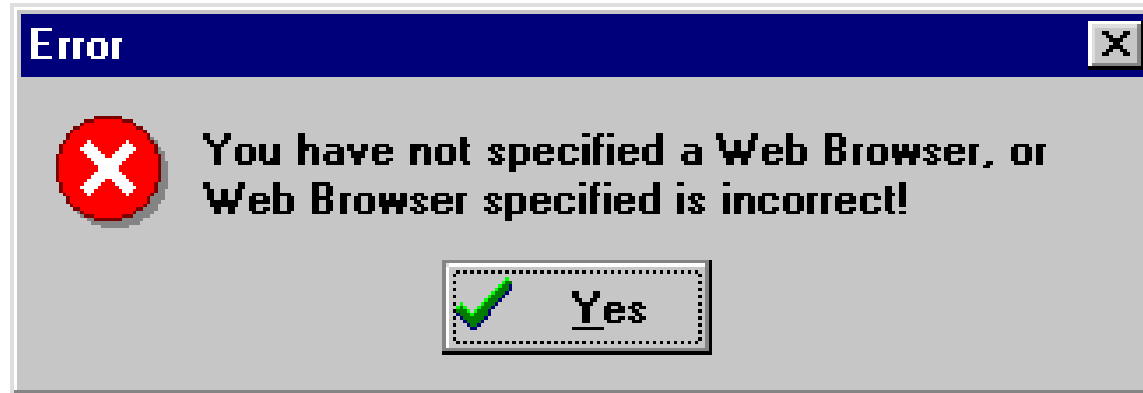 Error
You have not specified a Web Browser, or
Web Browser specified is incorrect!
Yes